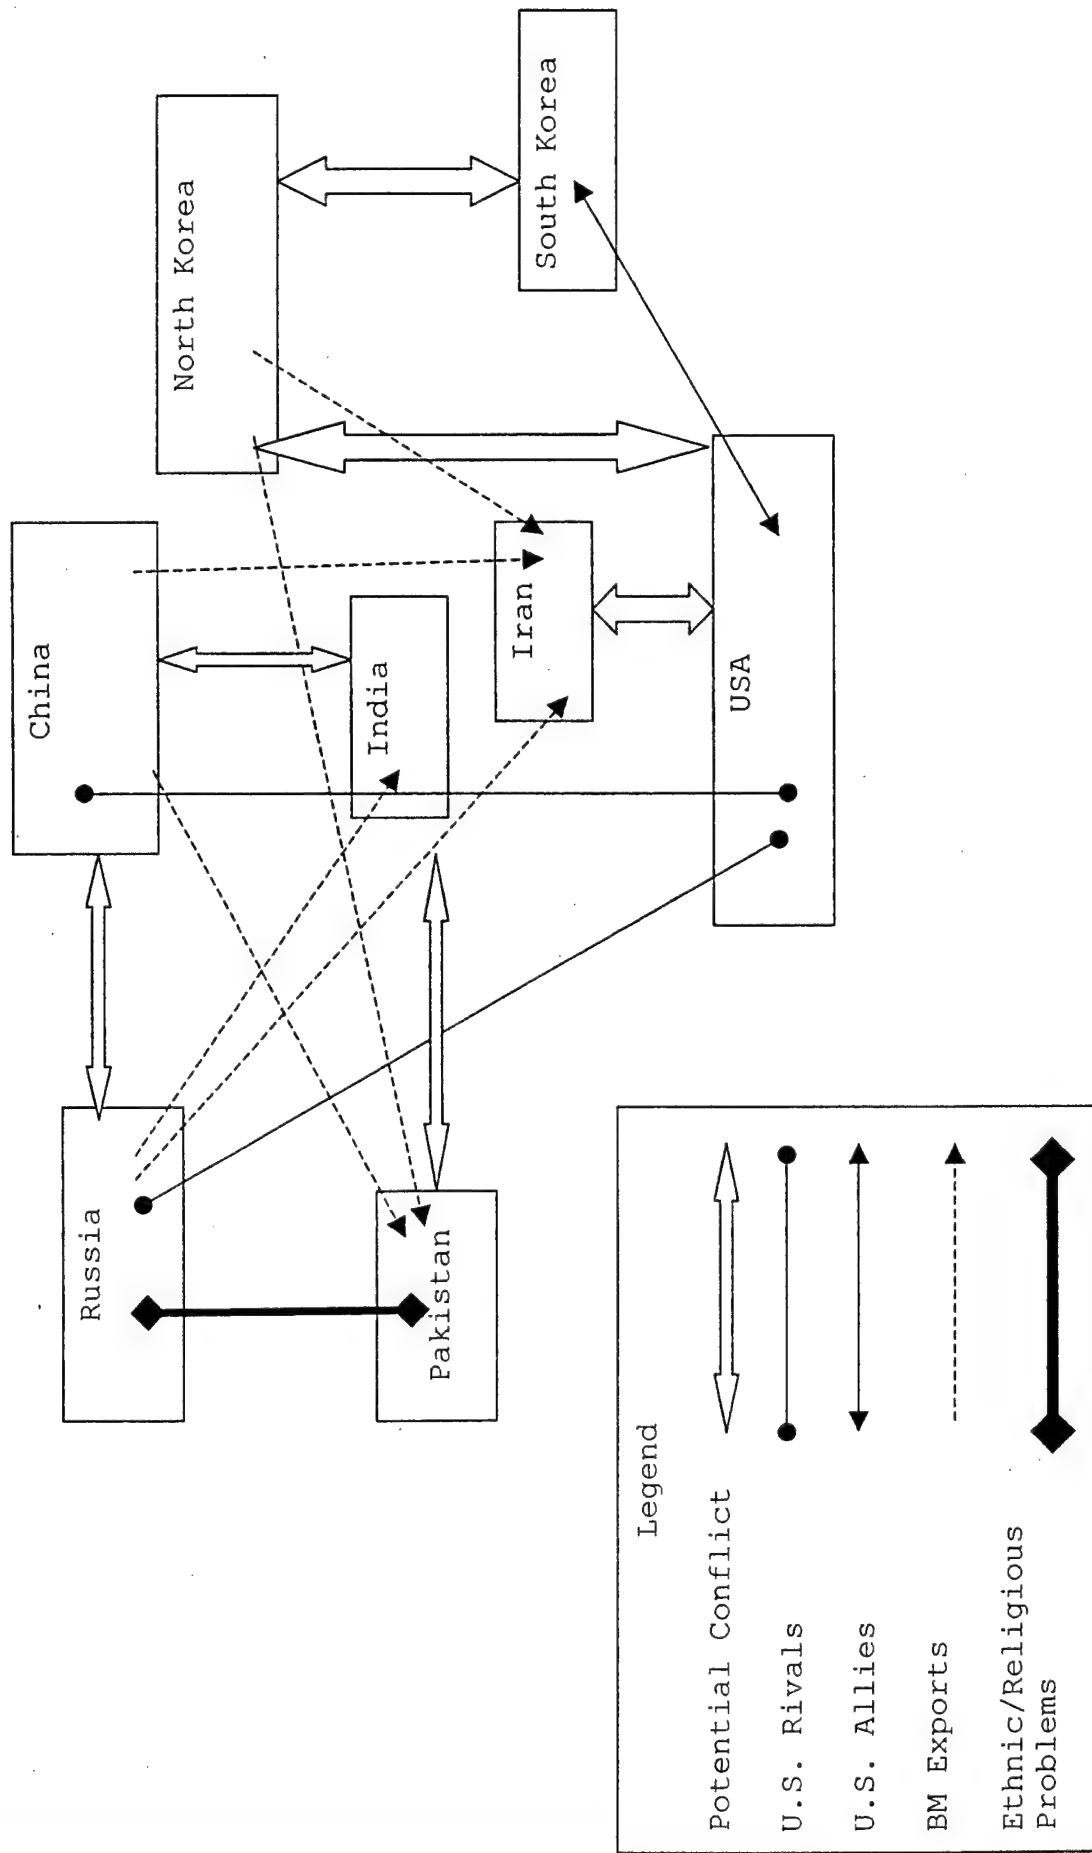 Russia
China
North Korea
Pakistan
India
Iran
South Korea
USA
Legend
Potential Conflict
U.S. Rivals
U.S. Allies
BM Exports
Ethnic/Religious
Problems